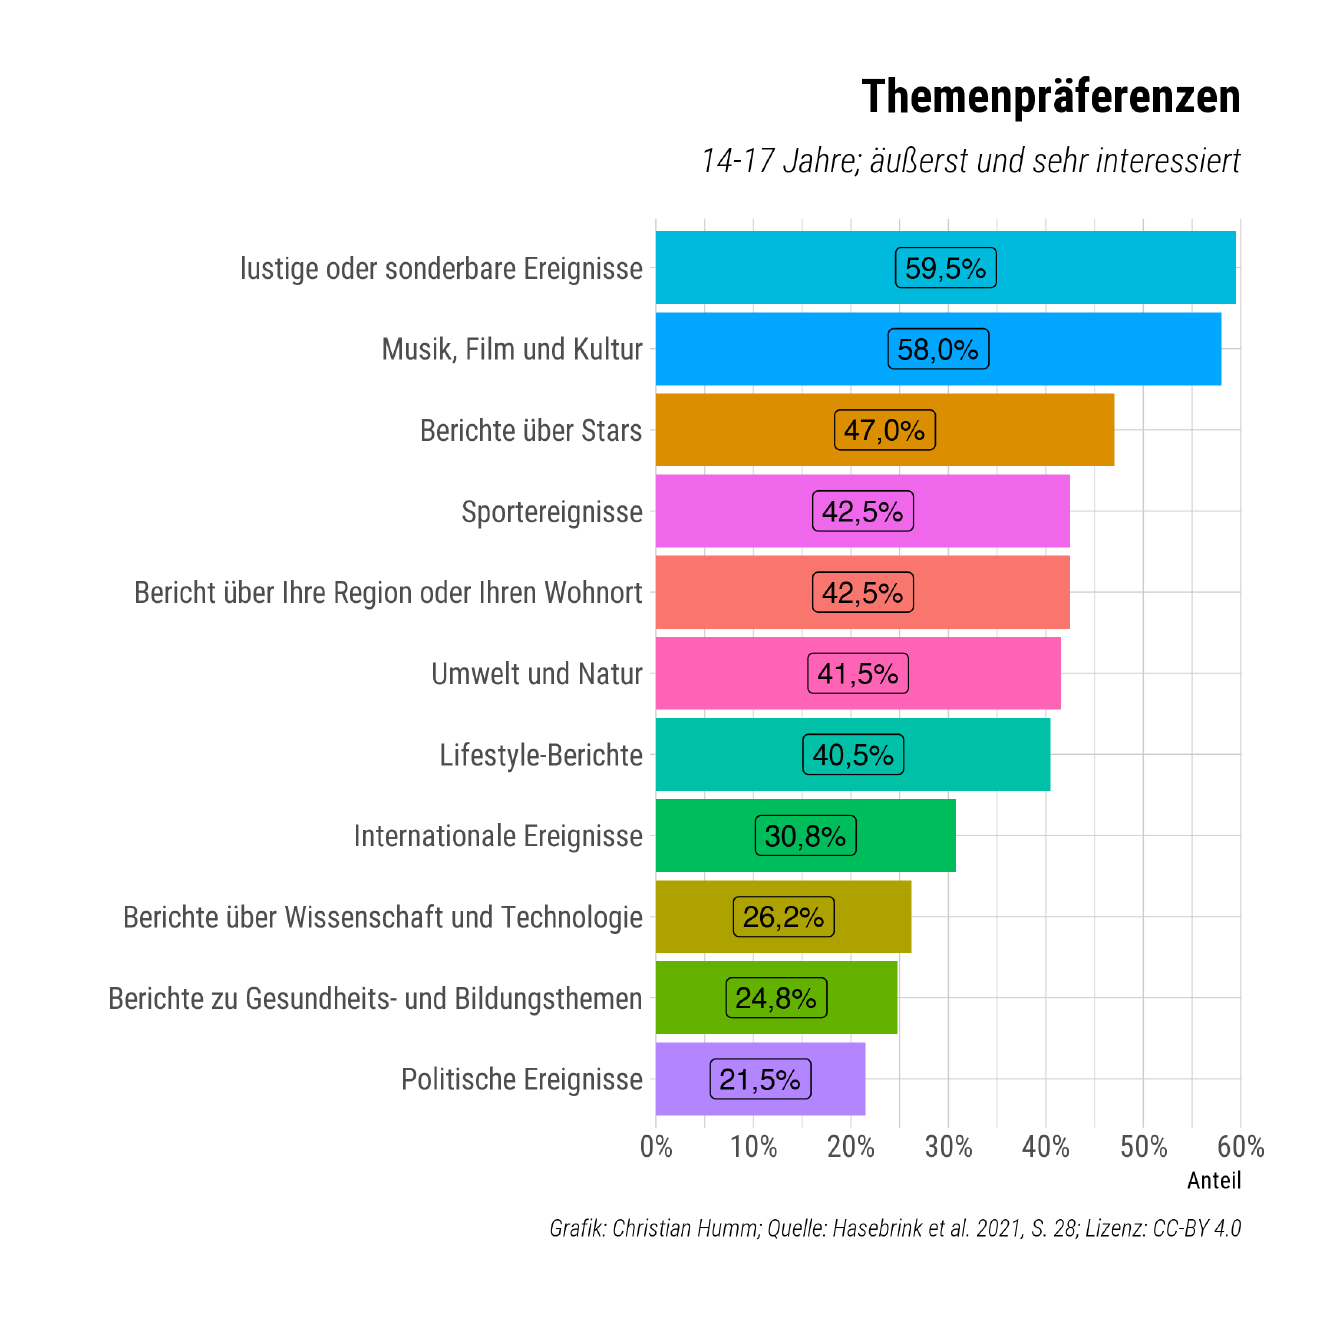 Themenpräferenzen
14-17 Jahre; äußerst und sehr interessiert
lustige oder sonderbare Ereignisse 59,5%
Musik, Film und Kultur 58,0%
Berichte über Stars 47,0%
Sportereignisse 42,5%
Bericht über Ihre Region oder Ihren Wohnort 42,5%
Umwelt und Natur 41,5%
Lifestyle-Berichte 40,5%
Internationale Ereignisse 30,8%
Berichte über Wissenschaft und Technologie 26,2%
Berichte zu Gesundheits- und Bildungsthemen 24,8%
Politische Ereignisse 21,5%
0% 10% 20% 30% 40% 50% 60%
Anteil
Grafik: Christian Humm; Quelle: Hasebrink et al. 2021, S. 28; Lizenz: CC-BY 4.0